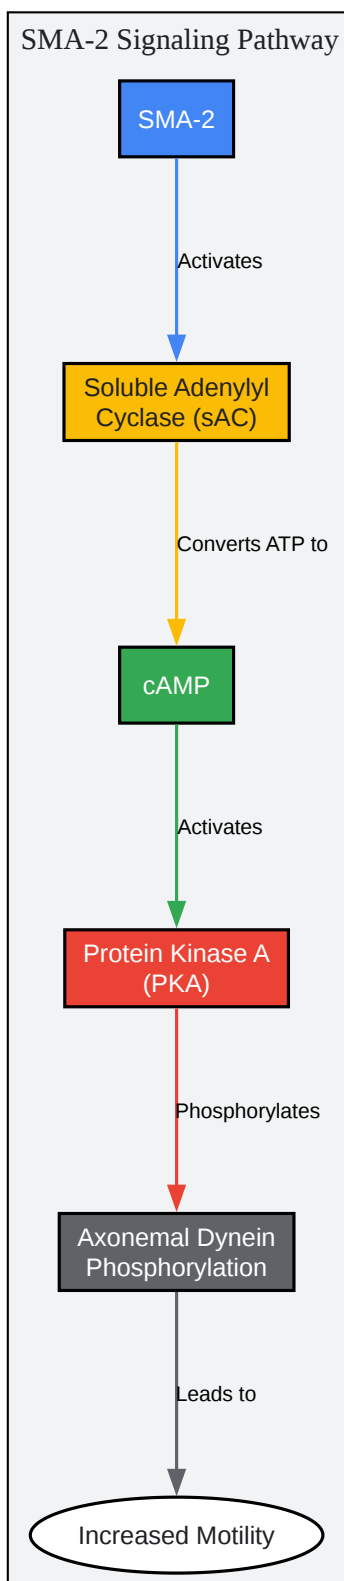 SMA-2 Signaling Pathway
SMA-2
Activates
Soluble Adenylyl
Cyclase (sAC)
Converts ATP to
cAMP
Activates
Protein Kinase A
(PKA)
Phosphorylates
Axonemal Dynein
Phosphorylation
Leads to
Increased Motility